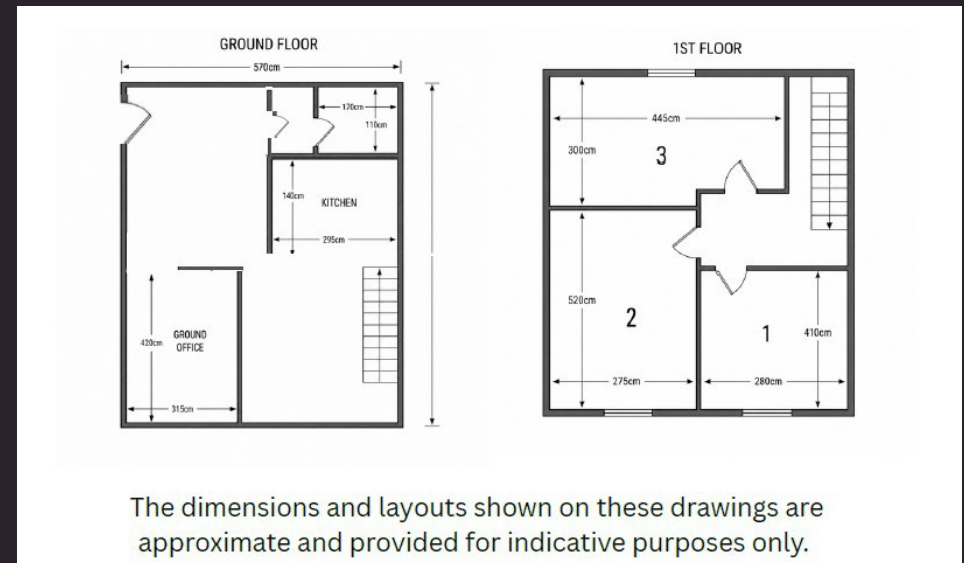 GROUND FLOOR
570cm
170cm
110cm
140cm
KITCHEN
295cm
GROUND
OFFICE
420cm
315cm
1ST FLOOR
445cm
300cm
3
520cm
2
275cm
1
410cm
280cm
The dimensions and layouts shown on these drawings are
approximate and provided for indicative purposes only.